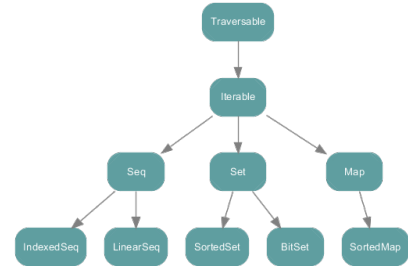 Traversable
Iterable
Seq Set Map
IndexedSeq LinearSeq SortedSet BitSet SortedMap